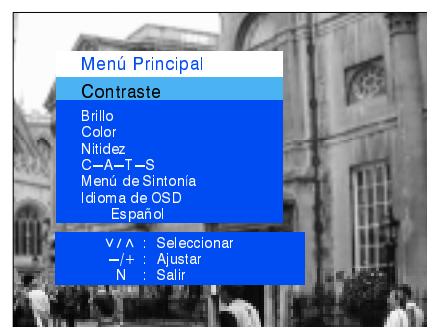 Menú Principal
Contraste
Brillo
Color
Nitidez
C–A–T–S
Menú de Sintonía
Idioma de OSD
Español
∨/∧ : Seleccionar
–/+ : Ajustar
N : Salir